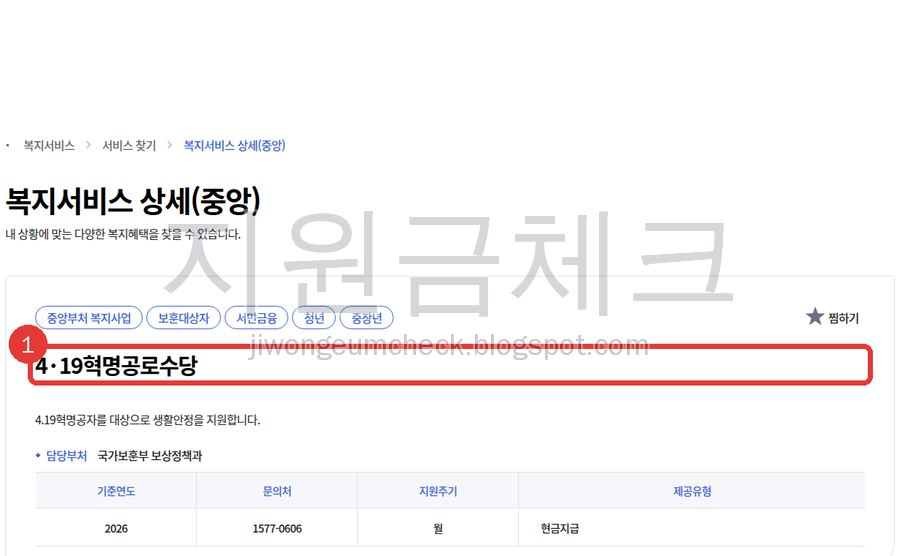 · 복지서비스 > 서비스 찾기 > 복지서비스 상세(중앙)
복지서비스 상세(중앙)
내 상황에 맞는 다양한 복지혜택을 찾을 수 있습니다.
지원금체크
중앙부처 복지사업 보훈대상자 서민금융 청년 중장년 찜하기
jiwongeumcheck.blogspot.com
1
4·19혁명공로수당
4.19혁명공자를 대상으로 생활안정을 지원합니다.
담당부처 국가보훈부 보상정책과
기준연도 문의처 지원주기 제공유형
2026 1577-0606 월 현금지급